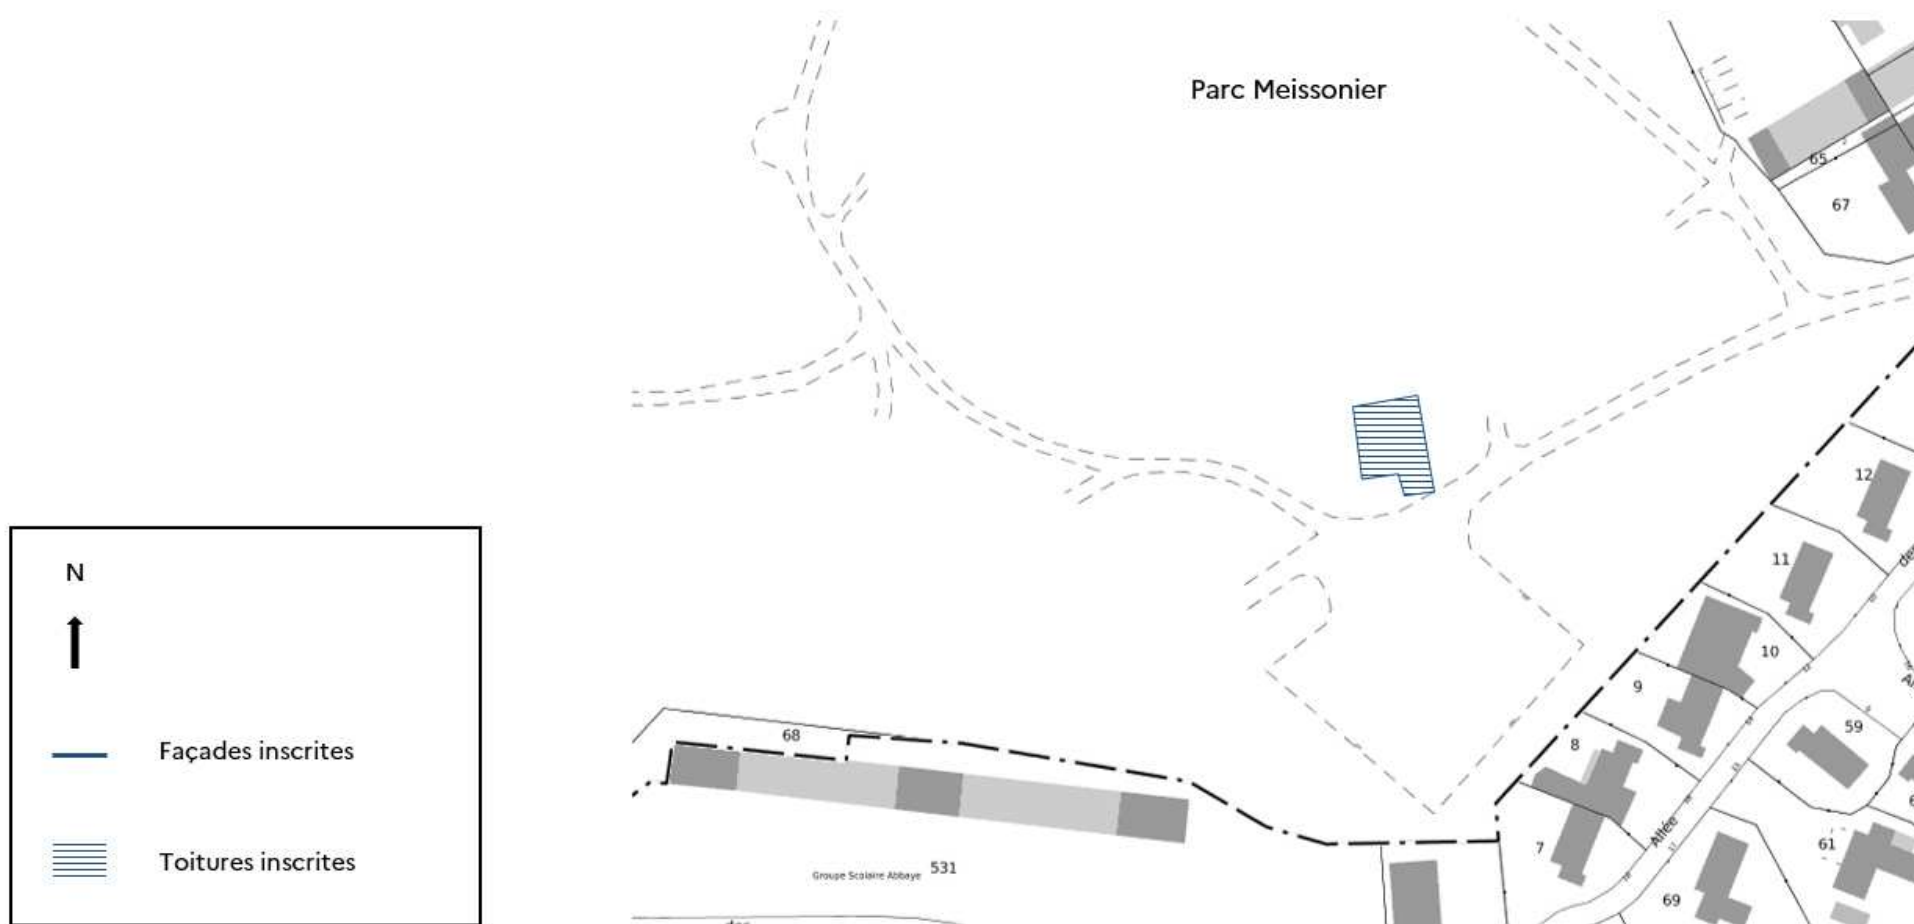 Parc Meissonier
65
67
12
11
10
9
59
8
68
7
61
69
531
Groupe Scolaire Abbaye
Allée
des
N
Façades inscrites
Toitures inscrites